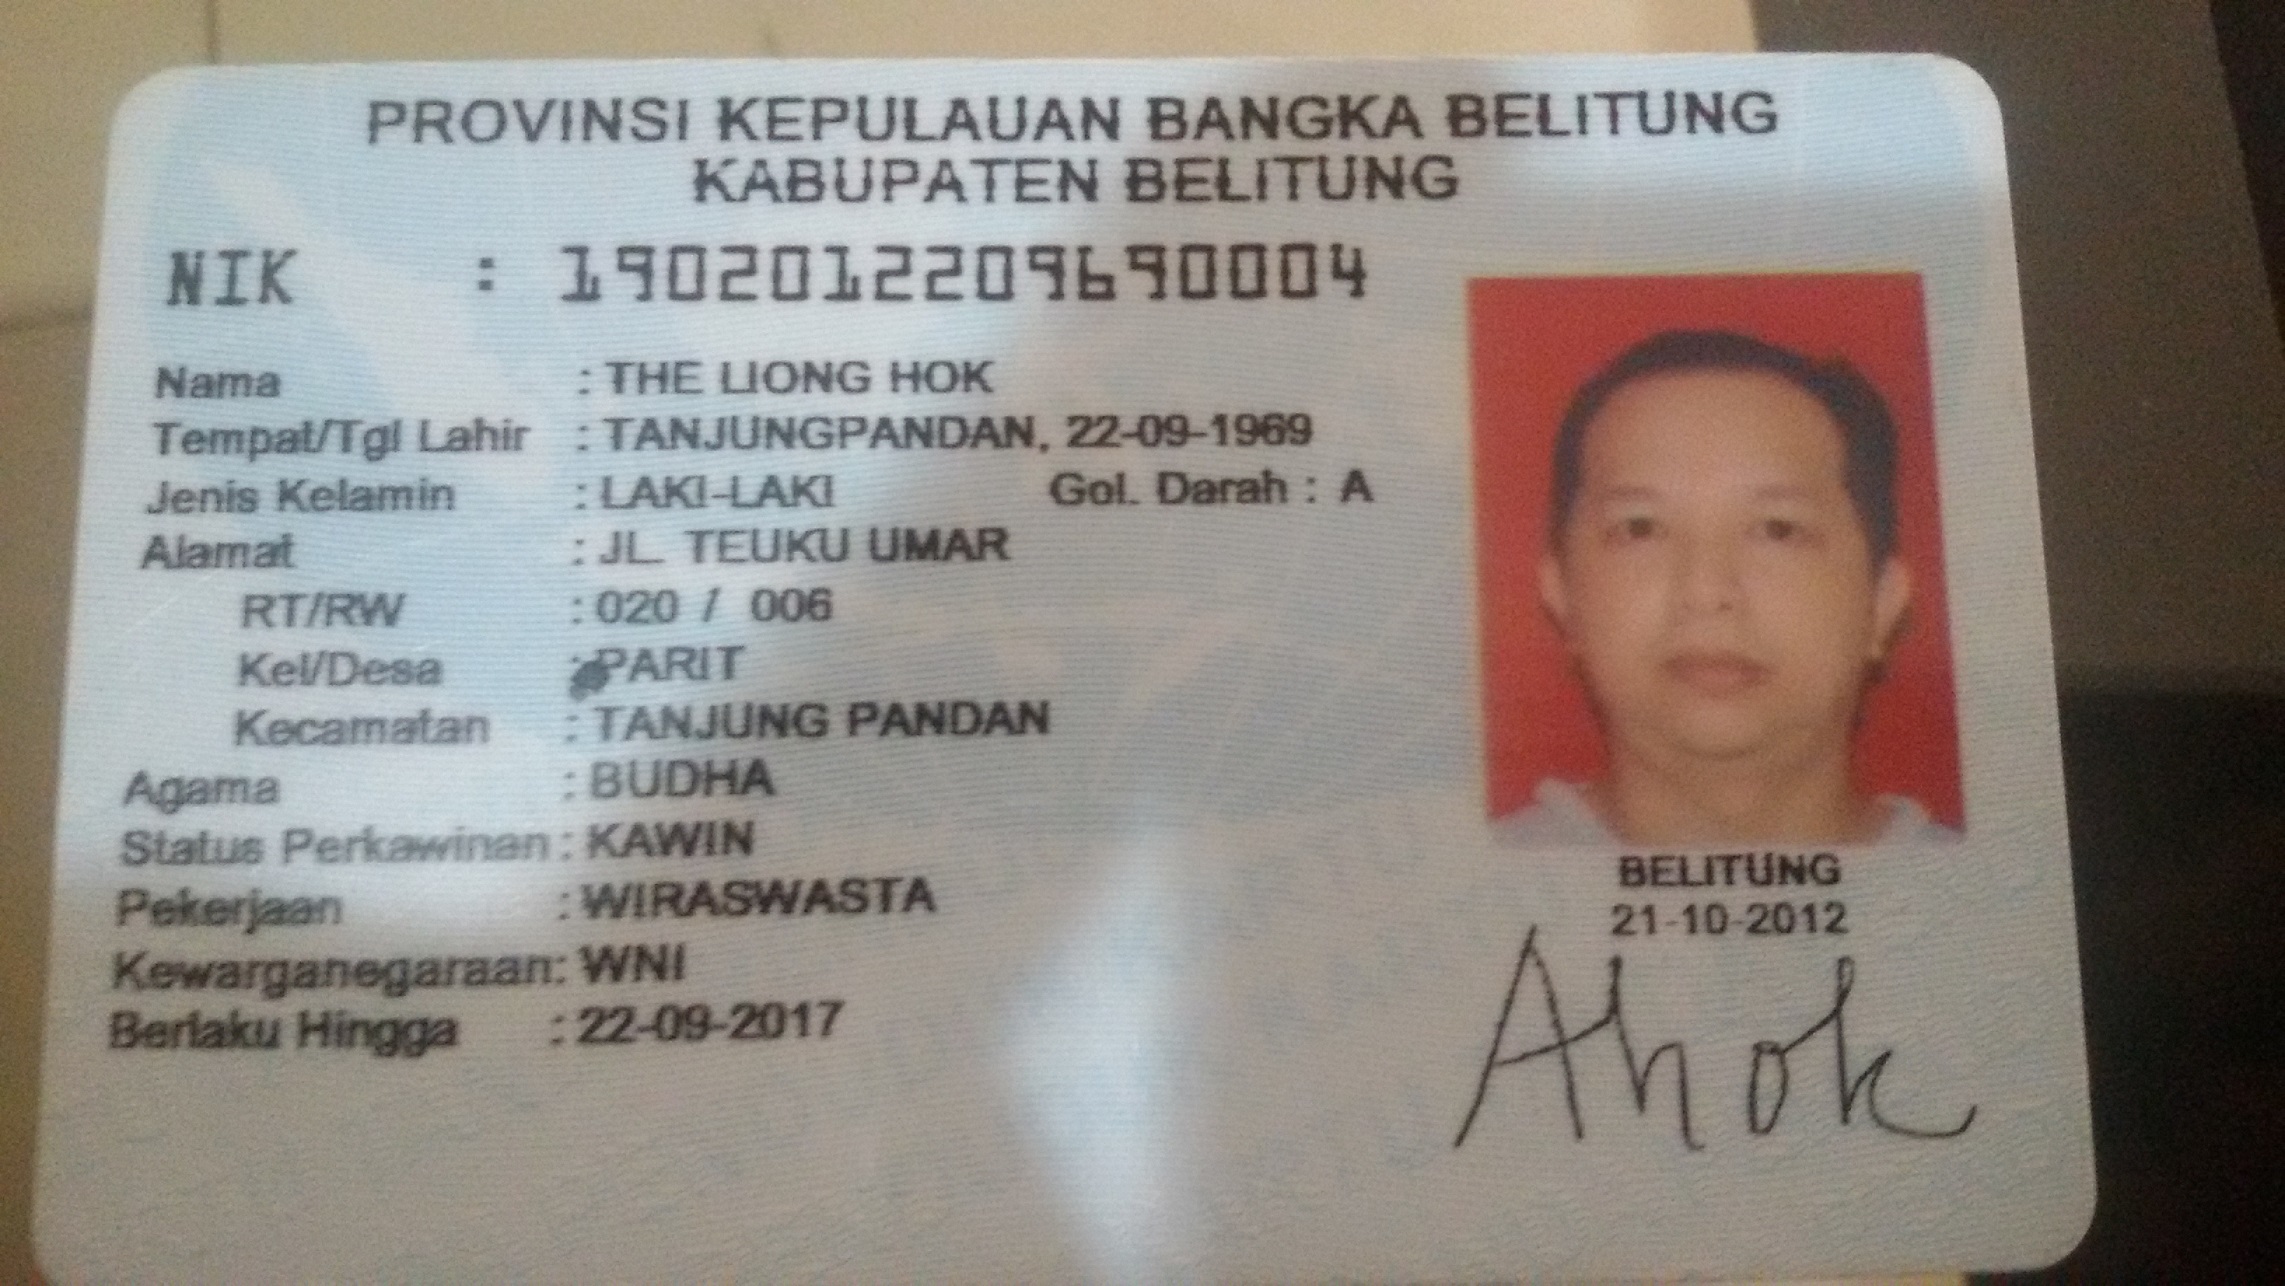 PROVINSI KEPULAUAN BANGKA BELITUNG
KABUPATEN BELITUNG
NIK : 1902012209690004
Nama : THE LIONG HOK
Tempat/Tgl Lahir : TANJUNGPANDAN, 22-09-1969
Jenis Kelamin : LAKI-LAKI Gol. Darah : A
Alamat : JL. TEUKU UMAR
RT/RW : 020 / 006
Kel/Desa : PARIT
Kecamatan : TANJUNG PANDAN
Agama : BUDHA
Status Perkawinan : KAWIN
Pekerjaan : WIRASWASTA
Kewarganegaraan : WNI
Berlaku Hingga : 22-09-2017
BELITUNG
21-10-2012
Ahok